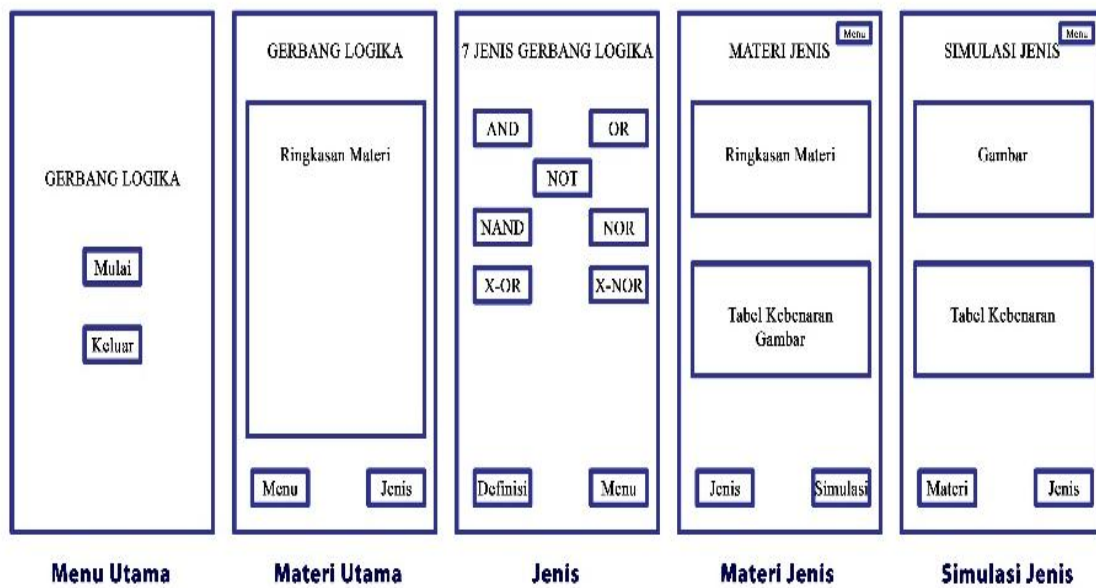 GERBANG LOGIKA
Mulai
Keluar
Menu Utama
GERBANG LOGIKA
Ringkasan Materi
Menu
Jenis
Materi Utama
7 JENIS GERBANG LOGIKA
AND
OR
NOT
NAND
NOR
X-OR
X-NOR
Definisi
Menu
Jenis
Menu
MATERI JENIS
Ringkasan Materi
Tabel Kebenaran
Gambar
Jenis
Simulasi
Materi Jenis
Menu
SIMULASI JENIS
Gambar
Tabel Kebenaran
Materi
Jenis
Simulasi Jenis